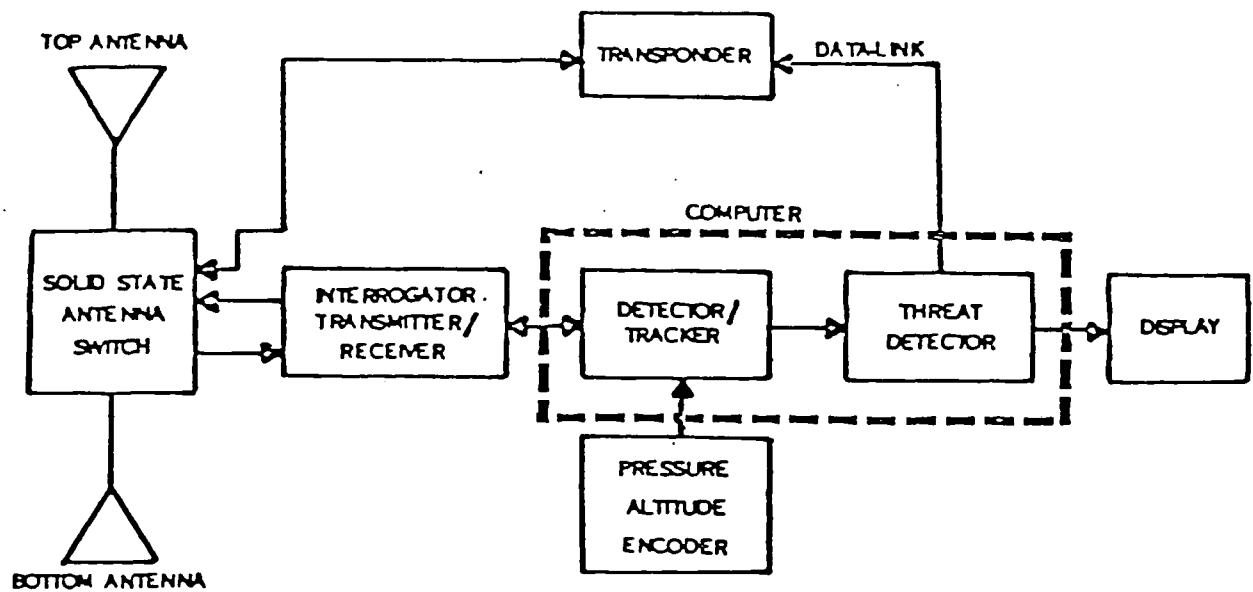 TOP ANTENNA
TRANSPONDER
DATA-LINK
COMPUTER
SOLID STATE
ANTENNA
SWITCH
INTERROGATOR.
TRANSMITTER/
RECEIVER
DETECTOR/
TRACKER
THREAT
DETECTOR
DISPLAY
PRESSURE
ALTITUDE
ENCODER
BOTTOM ANTENNA